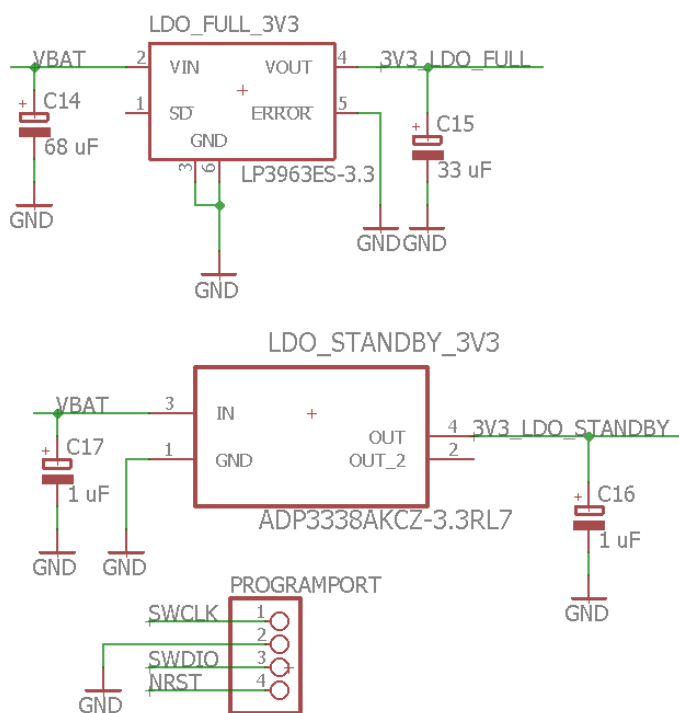 LDO_FULL_3V3
VBAT 2 VIN VOUT 4 3V3_LDO_FULL
+ C14 1 SD ERROR 5 + C15
68 uF GND 33 uF
3 6 LP3963ES-3.3
GND GND GND
GND
LDO_STANDBY_3V3
VBAT 3 IN
OUT 4 3V3_LDO_STANDBY
+ C17 1 GND OUT_2 2
1 uF + C16
ADP3338AKCZ-3.3RL7 1 uF
GND GND
PROGRAMPORT
GND
SWCLK 1
2
SWDIO 3
NRST 4
GND